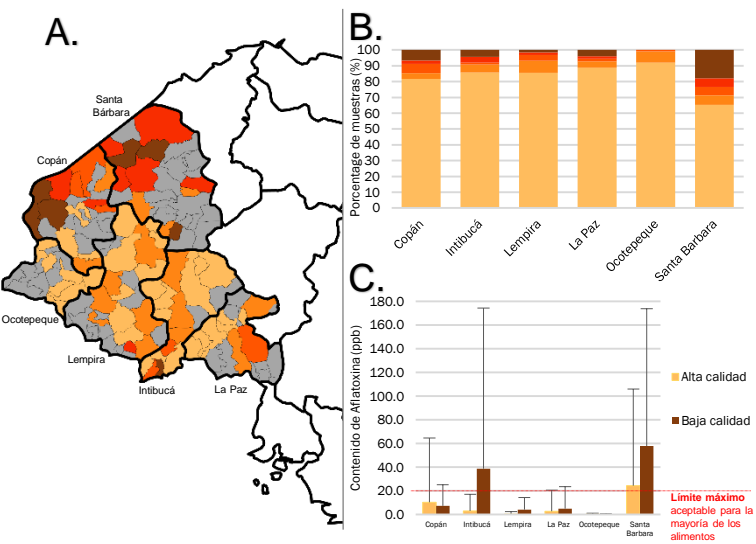 A.
Santa
Bárbara
Copán
Ocotepeque
Lempira
Intibucá
La Paz
B.
Porcentage de muestras (%)
100
90
80
70
60
50
40
30
20
10
0
Copán
Intibucá
Lempira
La Paz
Ocotepeque
Santa Barbara
C.
Contenido de Aflatoxina (ppb)
180.0
160.0
140.0
120.0
100.0
80.0
60.0
40.0
20.0
0.0
Copán
Intibucá
Lempira
La Paz
Ocotepeque
Santa
Barbara
Alta calidad
Baja calidad
Límite máximo
aceptable para la
mayoría de los
alimentos